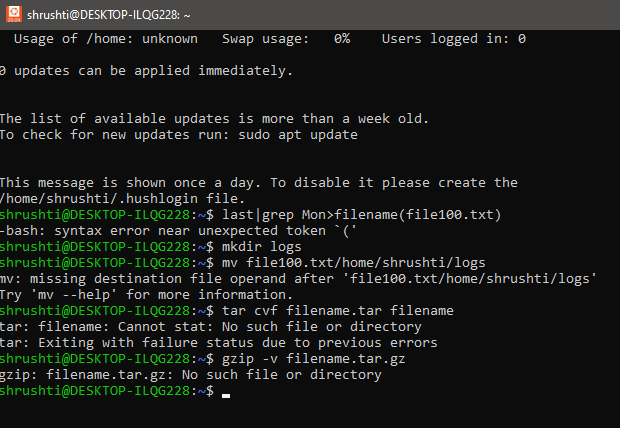 shrushti@DESKTOP-ILQG228: ~
Usage of /home: unknown   Swap usage:   0%    Users logged in: 0
0 updates can be applied immediately.
The list of available updates is more than a week old.
To check for new updates run: sudo apt update
This message is shown once a day. To disable it please create the
/home/shrushti/.hushlogin file.
shrushti@DESKTOP-ILQG228:~$ last|grep Mon>filename(file100.txt)
-bash: syntax error near unexpected token `('
shrushti@DESKTOP-ILQG228:~$ mkdir logs
shrushti@DESKTOP-ILQG228:~$ mv file100.txt/home/shrushti/logs
mv: missing destination file operand after 'file100.txt/home/shrushti/logs'
Try 'mv --help' for more information.
shrushti@DESKTOP-ILQG228:~$ tar cvf filename.tar filename
tar: filename: Cannot stat: No such file or directory
tar: Exiting with failure status due to previous errors
shrushti@DESKTOP-ILQG228:~$ gzip -v filename.tar.gz
gzip: filename.tar.gz: No such file or directory
shrushti@DESKTOP-ILQG228:~$